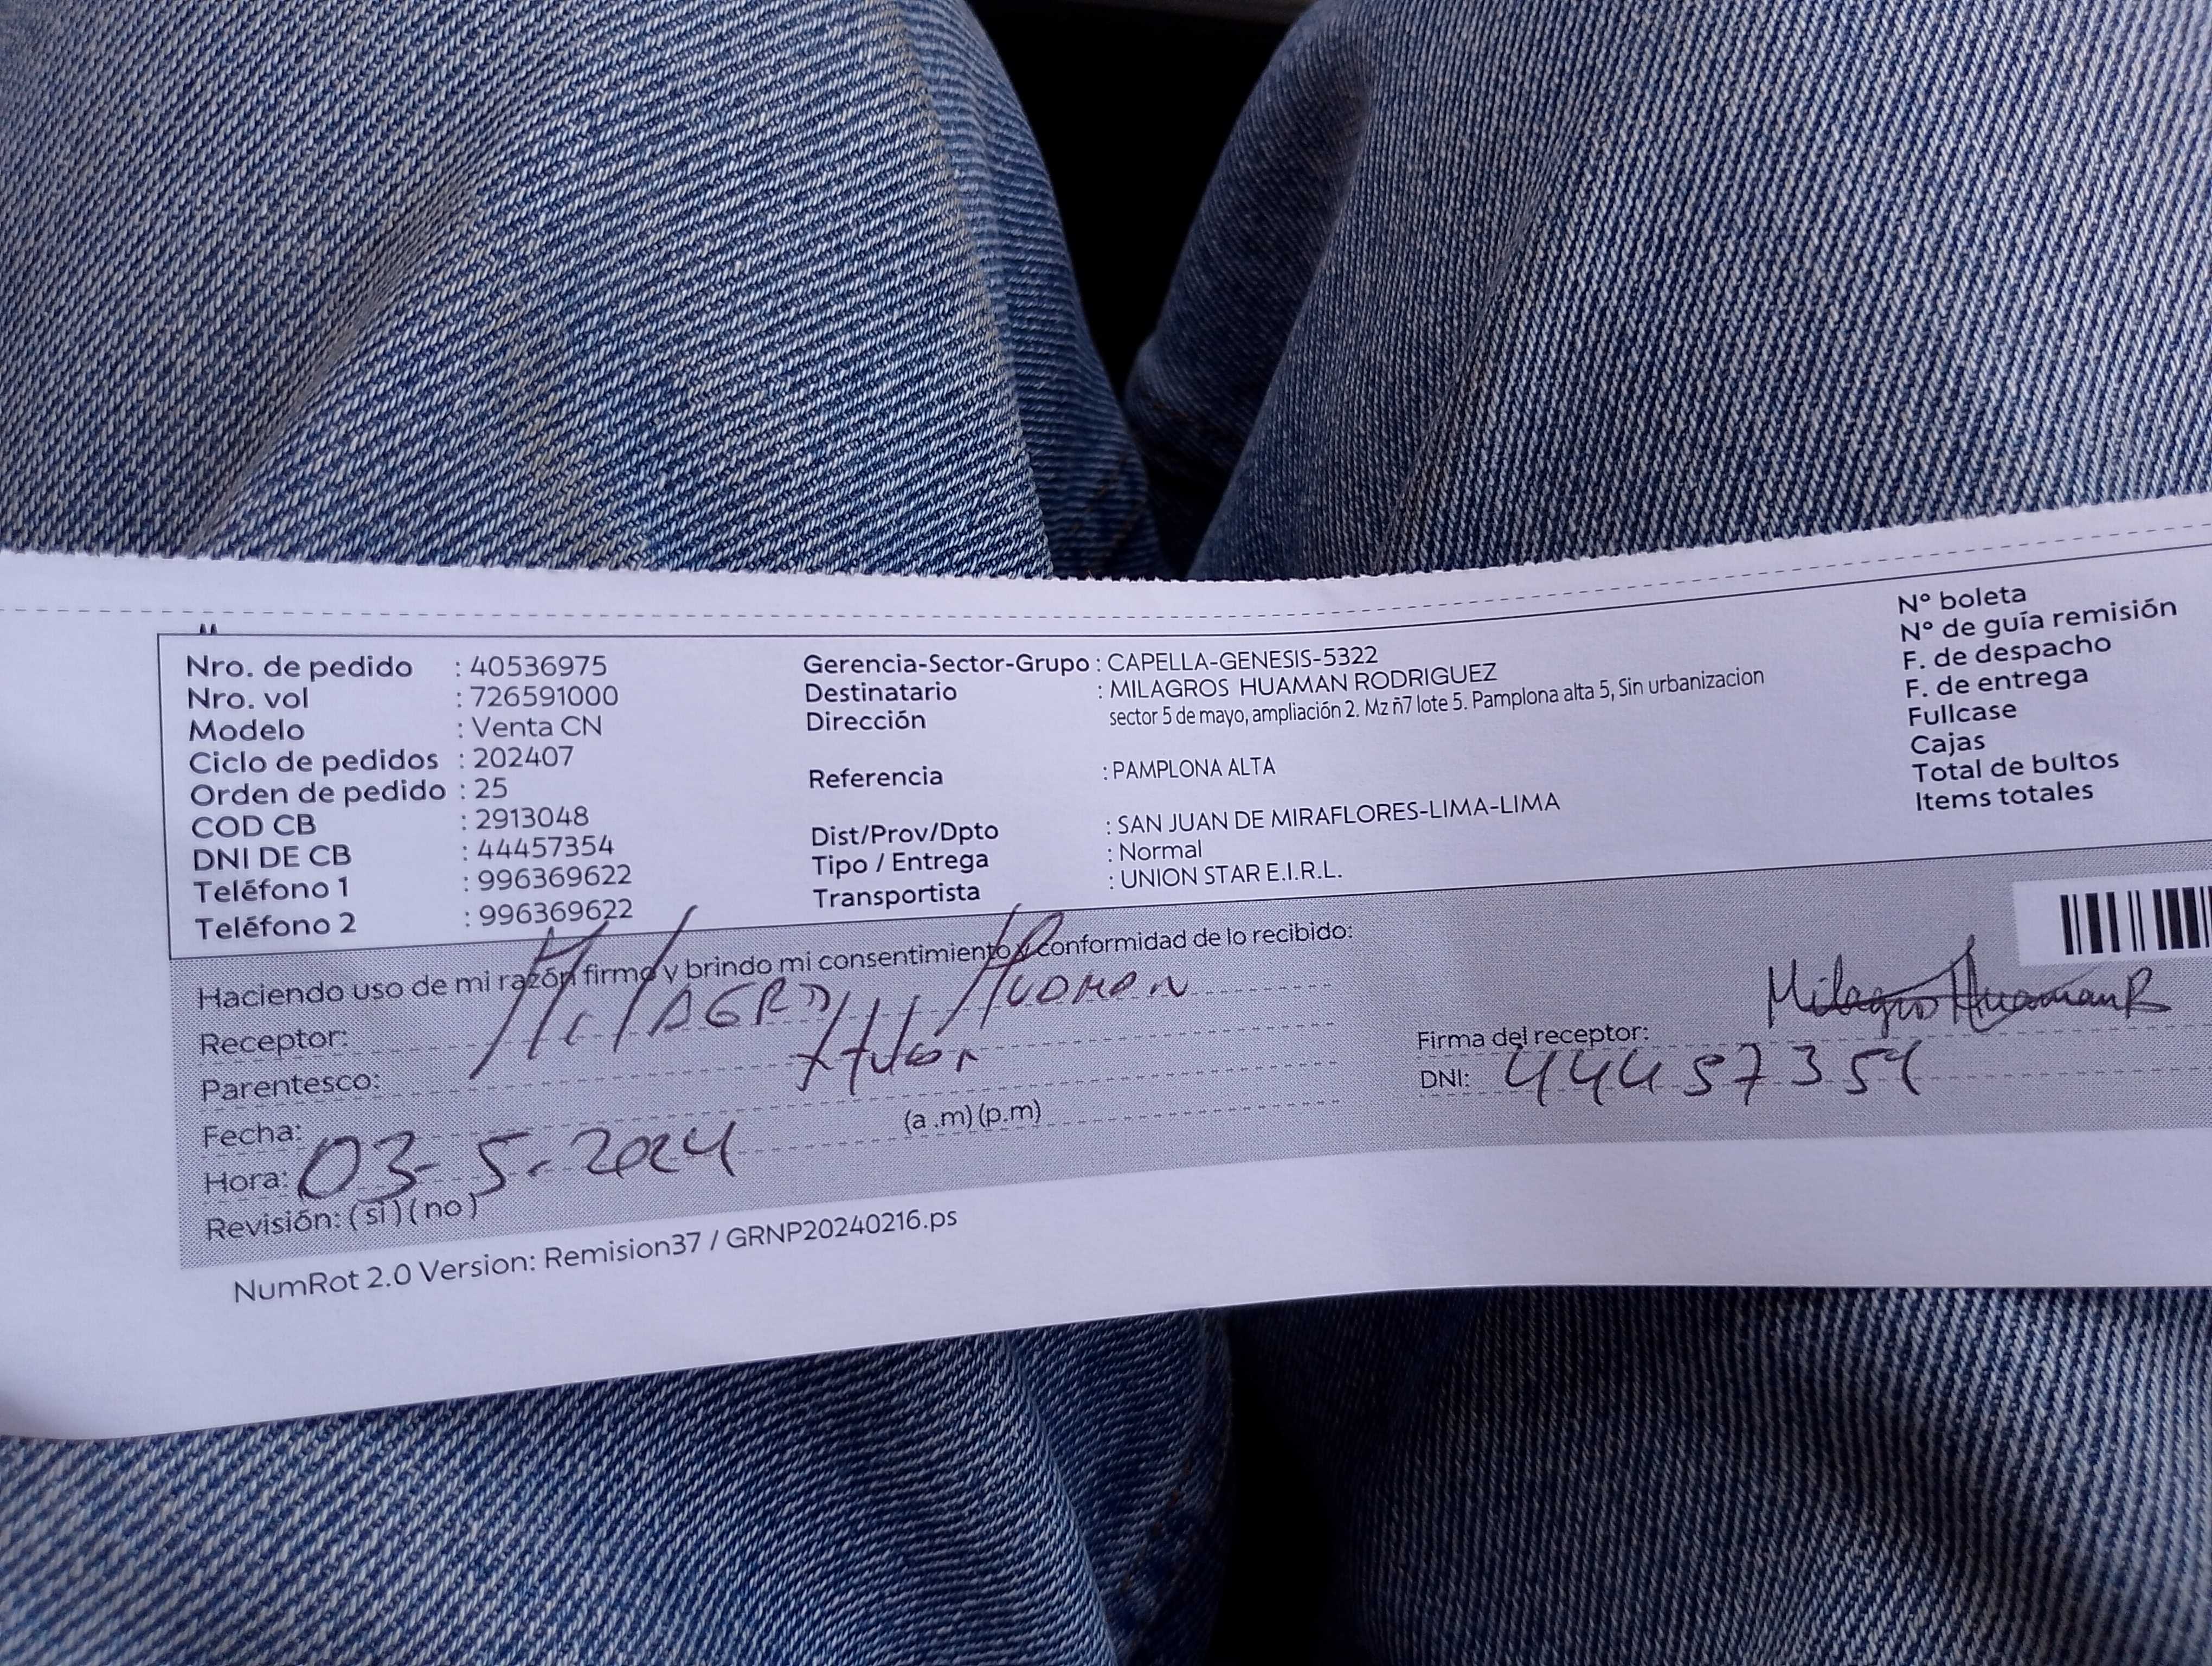 Nro. de pedido : 40536975
Nro. vol : 726591000
Modelo : Venta CN
Ciclo de pedidos : 202407
Orden de pedido : 25
COD CB : 2913048
DNI DE CB : 44457354
Teléfono 1 : 996369622
Teléfono 2 : 996369622
Gerencia-Sector-Grupo : CAPELLA-GENESIS-5322
Destinatario : MILAGROS HUAMAN RODRIGUEZ
Dirección sector 5 de mayo, ampliación 2. Mz ñ7 lote 5. Pamplona alta 5, Sin urbanizacion
Referencia : PAMPLONA ALTA
Dist/Prov/Dpto : SAN JUAN DE MIRAFLORES-LIMA-LIMA
Tipo / Entrega : Normal
Transportista : UNION STAR E.I.R.L.
N° boleta
N° de guía remisión
F. de despacho
F. de entrega
Fullcase
Cajas
Total de bultos
Items totales
Haciendo uso de mi razón firmo y brindo mi consentimiento y conformidad de lo recibido:
Receptor: MilAGRO Huaman
Parentesco:
Fecha:
Hora: 03-5-2024 (a .m) (p.m)
Revisión: (si) (no)
Firma del receptor: Milagro Huaman R
DNI: 44457354
NumRot 2.0 Version: Remision37 / GRNP20240216.ps